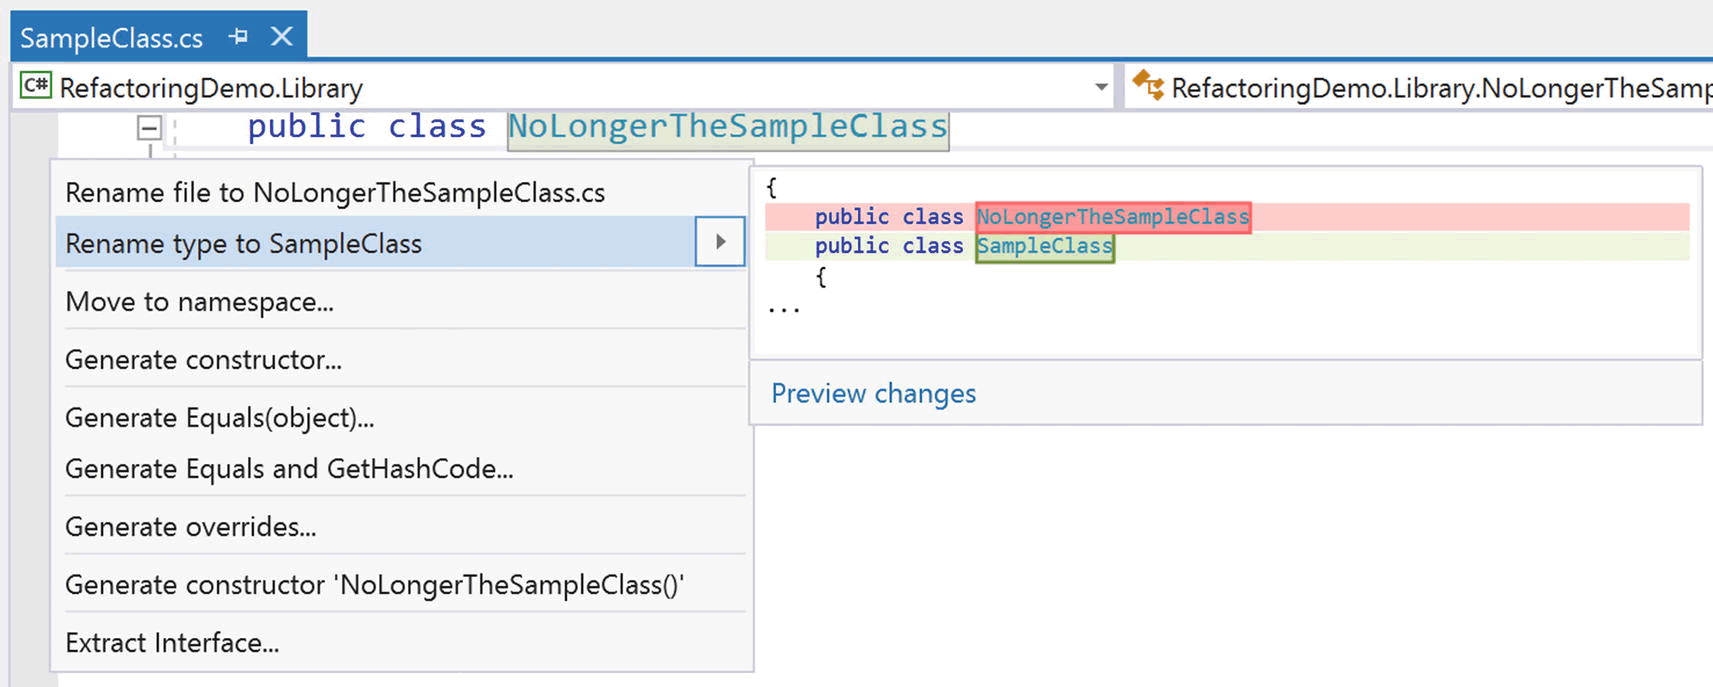 SampleClass.cs
C# RefactoringDemo.Library
RefactoringDemo.Library.NoLongerTheSamp
public class NoLongerTheSampleClass
Rename file to NoLongerTheSampleClass.cs
Rename type to SampleClass
Move to namespace...
Generate constructor...
Generate Equals(object)...
Generate Equals and GetHashCode...
Generate overrides...
Generate constructor 'NoLongerTheSampleClass()'
Extract Interface...
{
public class NoLongerTheSampleClass
public class SampleClass
{
...
Preview changes